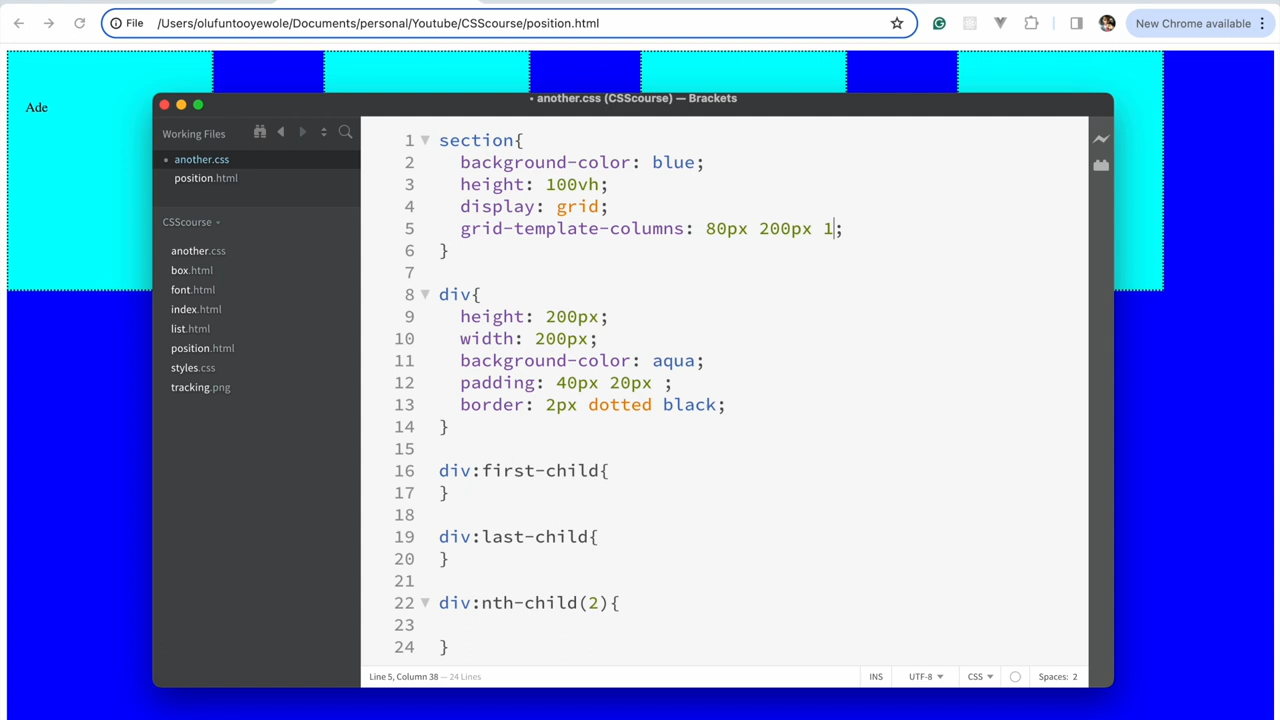 File /Users/olufuntooyewole/Documents/personal/Youtube/CSScourse/position.html
New Chrome available
Ade
• another.css (CSScourse) — Brackets
Working Files
• another.css
position.html
CSScourse
another.css
box.html
font.html
index.html
list.html
position.html
styles.css
tracking.png
1 section{
2 background-color: blue;
3 height: 100vh;
4 display: grid;
5 grid-template-columns: 80px 200px 1;
6 }
7
8 div{
9 height: 200px;
10 width: 200px;
11 background-color: aqua;
12 padding: 40px 20px ;
13 border: 2px dotted black;
14 }
15
16 div:first-child{
17 }
18
19 div:last-child{
20 }
21
22 div:nth-child(2){
23
24 }
Line 5, Column 38 — 24 Lines
INS UTF-8 CSS Spaces: 2